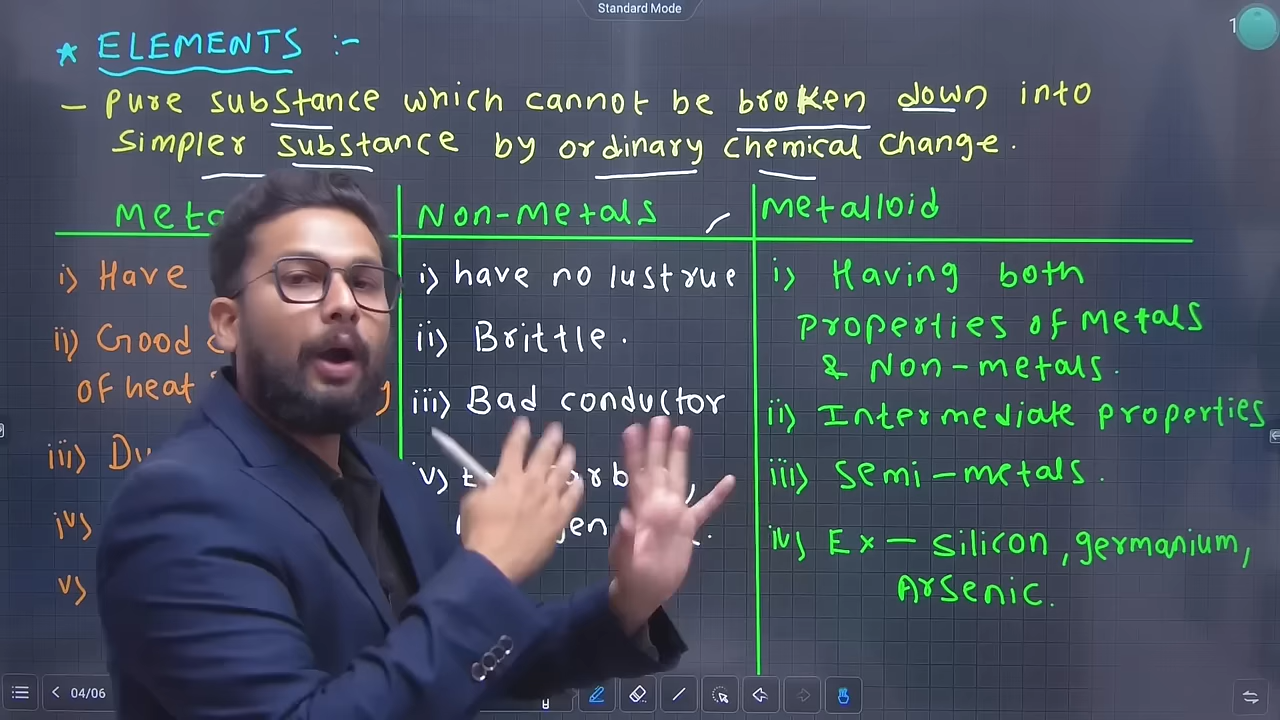 Standard Mode
1
* ELEMENTS :-
- Pure substance which cannot be broken down into
simpler substance by ordinary chemical change.
Non-Metals
Metalloid
i) Have
ii) Good
of heat
iii)
iv)
v)
i) have no lustrue
ii) Brittle.
iii) Bad conductor
i) Having both
properties of Metals
& Non-metals.
ii) Intermediate properties
iii) Semi-metals.
iv) Ex - Silicon, germanium,
Arsenic.
04/06